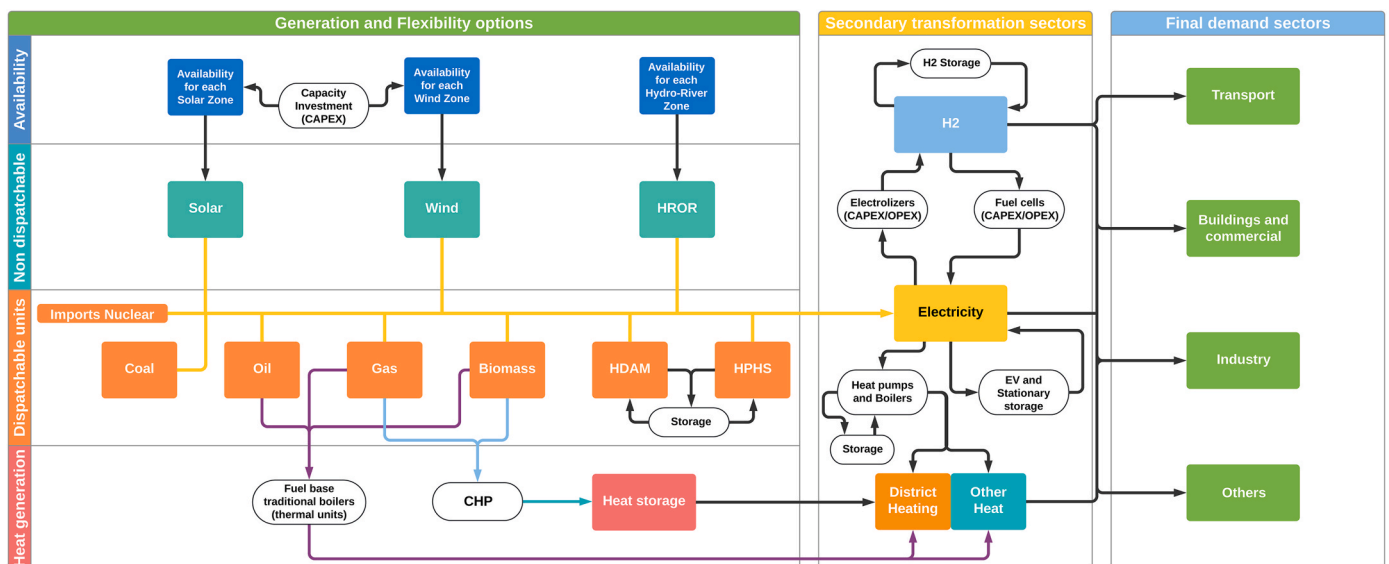 Generation and Flexibility options
Secondary transformation sectors
Final demand sectors
Availability
Availability
for each
Solar Zone
Capacity
Investment
(CAPEX)
Availability
for each
Wind Zone
Availability
for each
Hydro-River
Zone
H2 Storage
H2
Transport
Non dispatchable
Solar
Wind
HROR
Electrolizers
(CAPEX/OPEX)
Fuel cells
(CAPEX/OPEX)
Buildings and
commercial
Dispatchable units
Imports Nuclear
Electricity
Coal
Oil
Gas
Biomass
HDAM
HPHS
Storage
Heat pumps
and Boilers
EV and
Stationary
storage
Storage
Industry
Heat generation
Fuel base
traditional boilers
(thermal units)
CHP
Heat storage
District
Heating
Other
Heat
Others